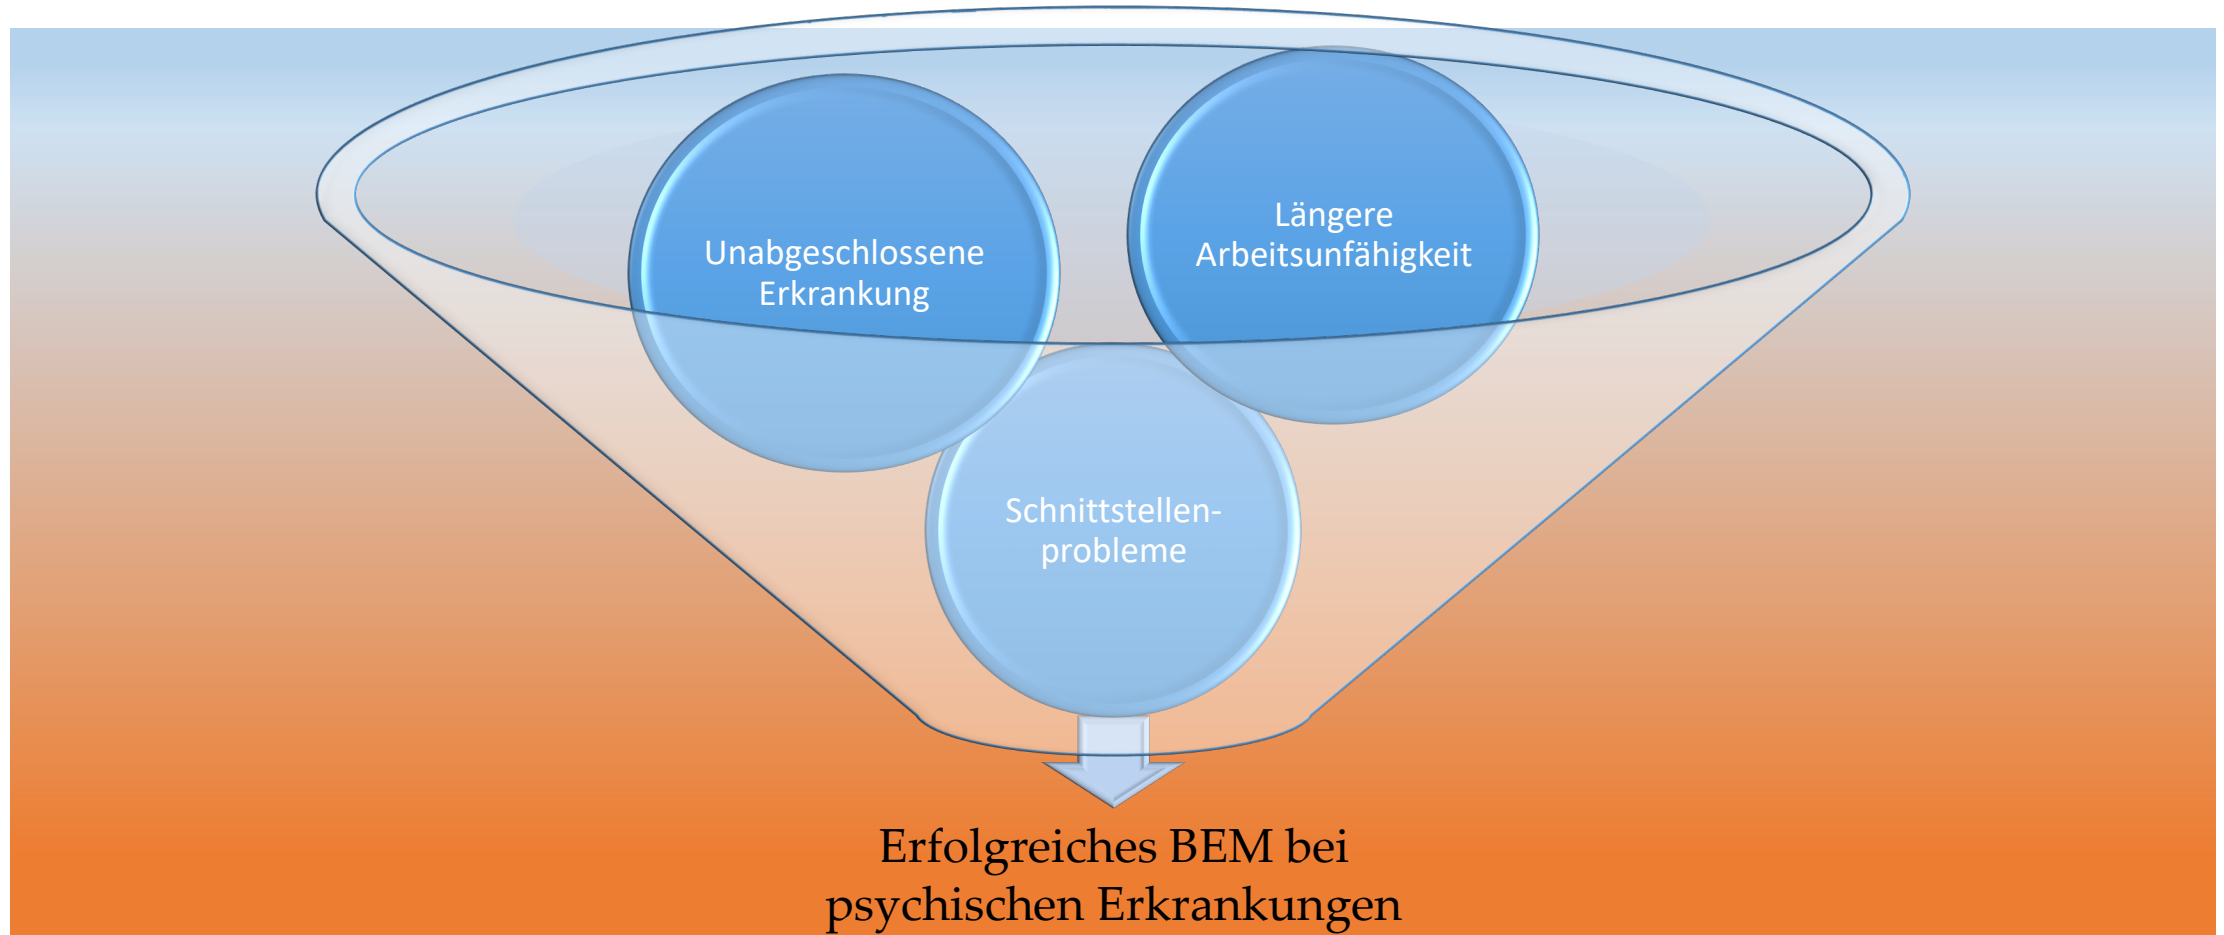 Unabgeschlossene
Erkrankung
Längere
Arbeitsunfähigkeit
Schnittstellen-
probleme
Erfolgreiches BEM bei
psychischen Erkrankungen